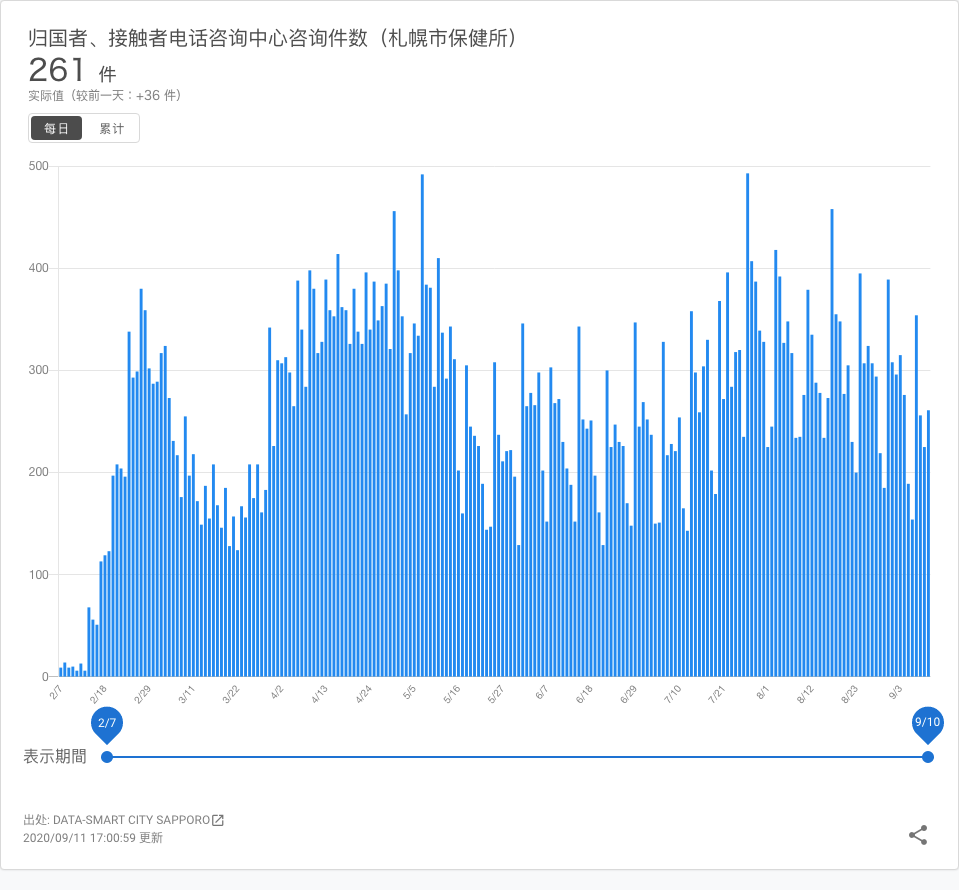 归国者、接触者电话咨询中心咨询件数（札幌市保健所）
261 件
实际值（较前一天：+36 件）
每日 累计
500
400
300
200
100
0
2/7 2/18 2/29 3/11 3/22 4/2 4/13 4/24 5/5 5/16 5/27 6/7 6/18 6/29 7/10 7/21 8/1 8/12 8/23 9/3
2/7 9/10
表示期間
出处: DATA-SMART CITY SAPPORO
2020/09/11 17:00:59 更新